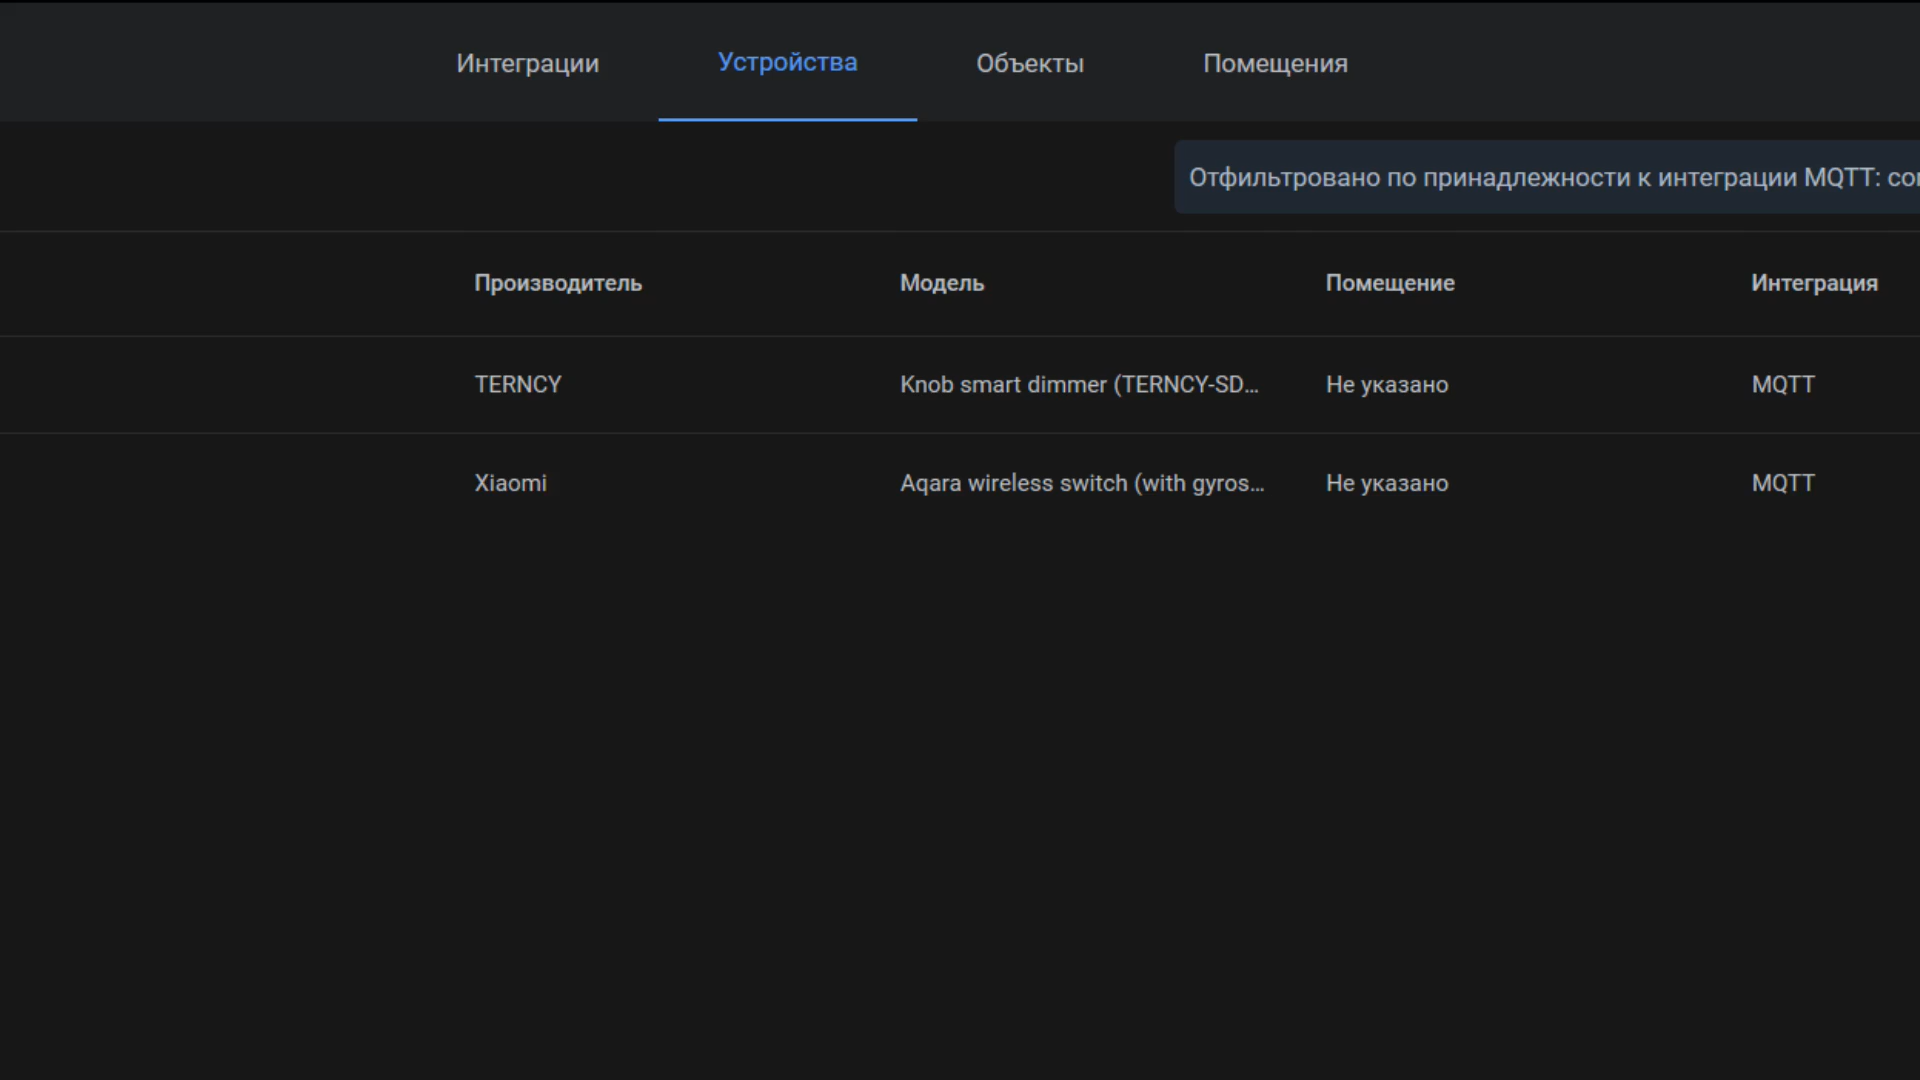 Интеграции Устройства Объекты Помещения
Отфильтровано по принадлежности к интеграции MQTT:
Производитель Модель Помещение Интеграция
TERNCY Knob smart dimmer (TERNCY-SD... Не указано MQTT
Xiaomi Aqara wireless switch (with gyros... Не указано MQTT